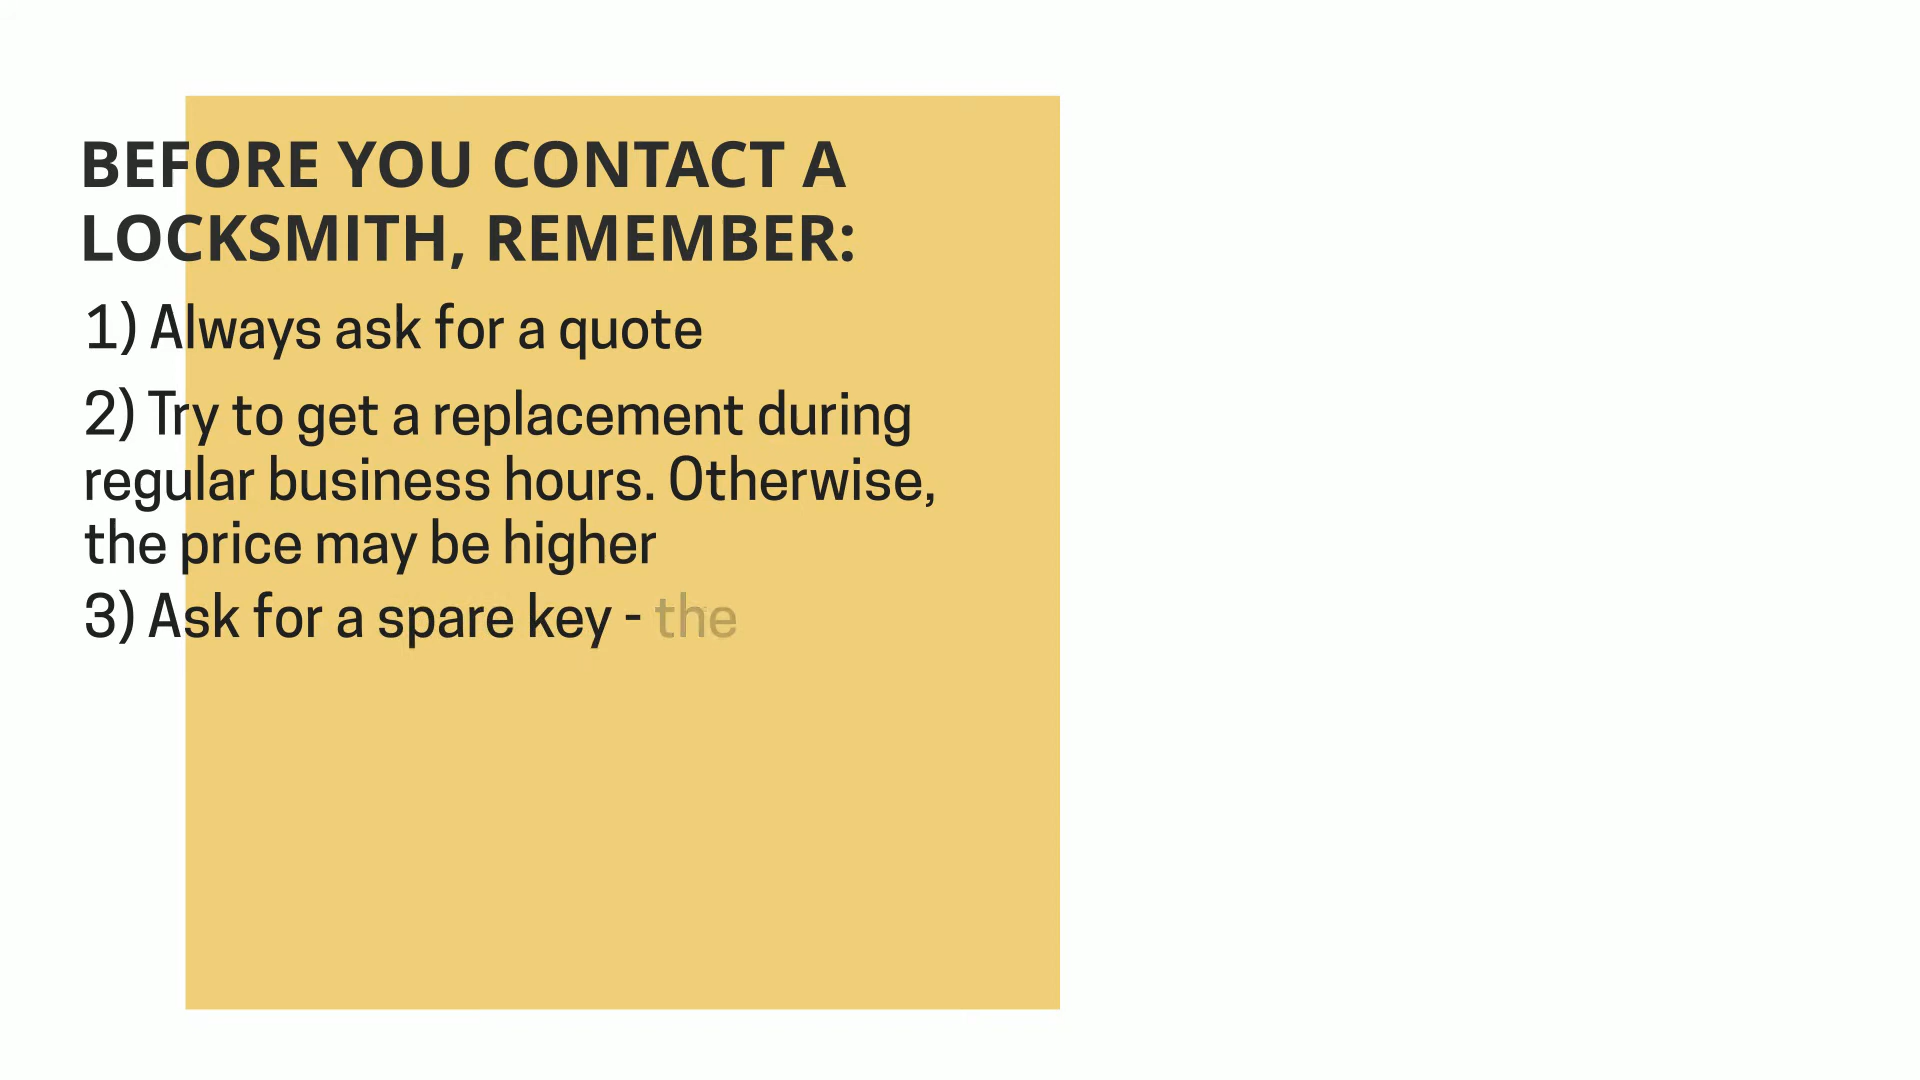 BEFORE YOU CONTACT A
LOCKSMITH, REMEMBER:
1) Always ask for a quote
2) Try to get a replacement during
regular business hours. Otherwise,
the price may be higher
3) Ask for a spare key - the